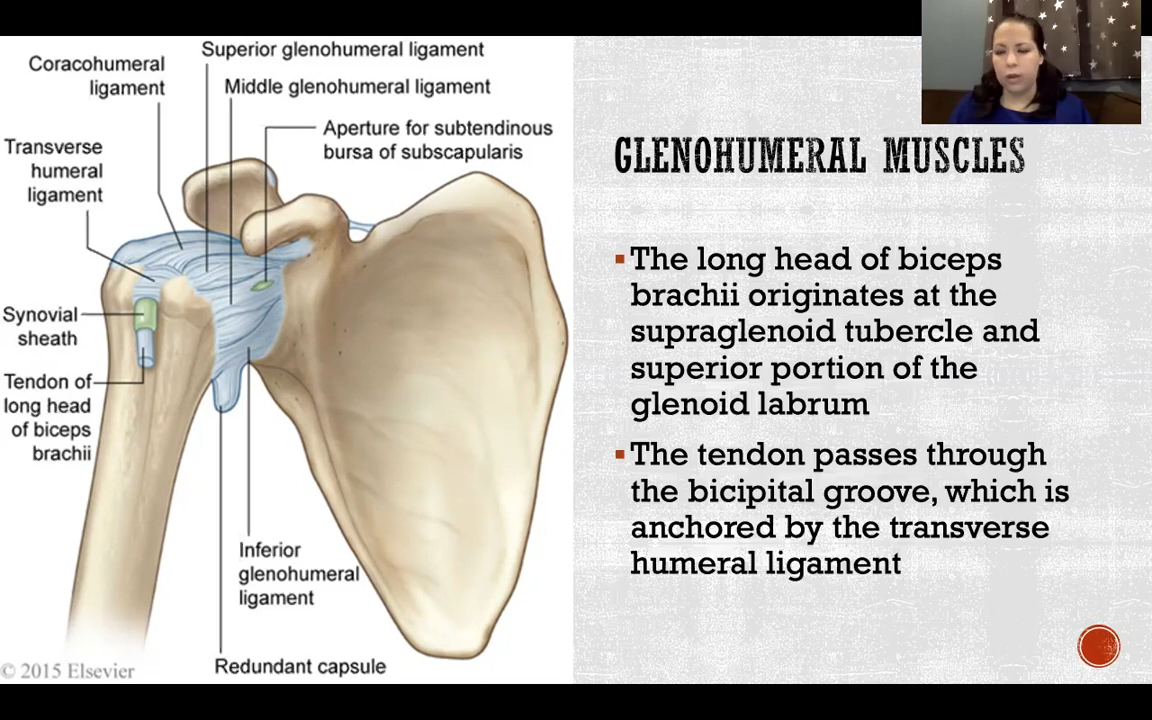 Superior glenohumeral ligament
Coracohumeral
ligament
Middle glenohumeral ligament
Aperture for subtendinous
bursa of subscapularis
Transverse
humeral
ligament
Synovial
sheath
Tendon of
long head
of biceps
brachii
Inferior
glenohumeral
ligament
Redundant capsule
© 2015 Elsevier
GLENOHUMERAL MUSCLES
The long head of biceps
brachii originates at the
supraglenoid tubercle and
superior portion of the
glenoid labrum
The tendon passes through
the bicipital groove, which is
anchored by the transverse
humeral ligament